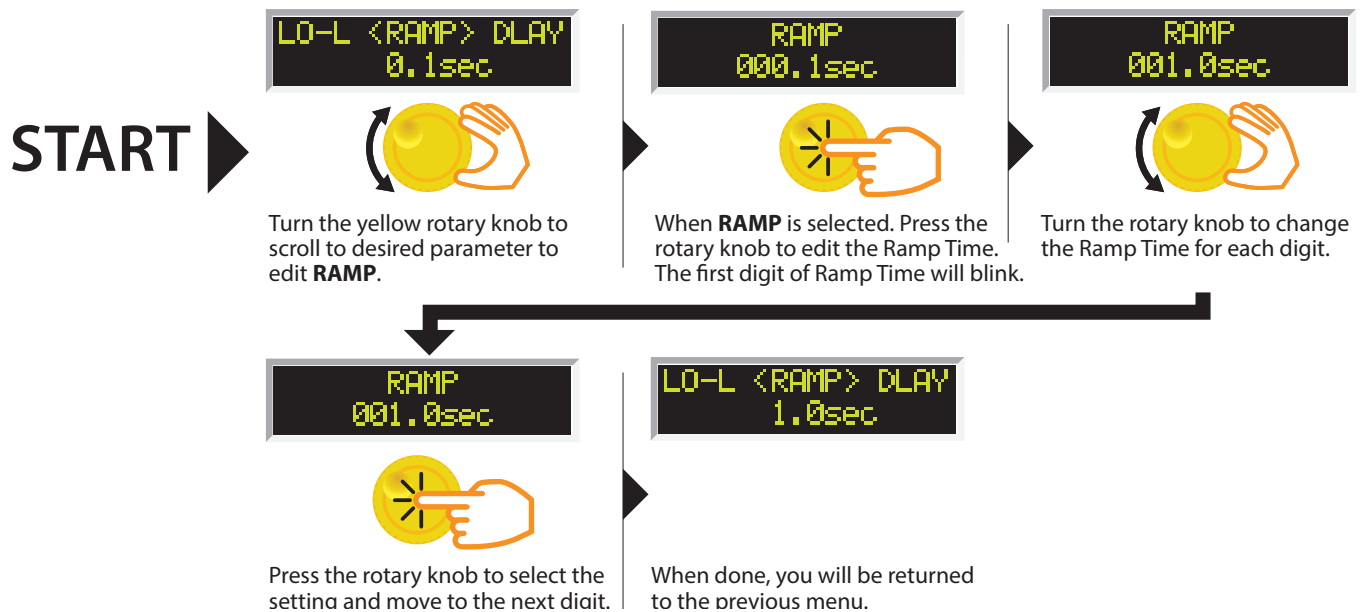 START
LO-L <RAMP> DLAY
0.1sec
Turn the yellow rotary knob to
scroll to desired parameter to
edit RAMP.
RAMP
000.1sec
When RAMP is selected. Press the
rotary knob to edit the Ramp Time.
The first digit of Ramp Time will blink.
RAMP
001.0sec
Turn the rotary knob to change
the Ramp Time for each digit.
RAMP
001.0sec
Press the rotary knob to select the
setting and move to the next digit.
LO-L <RAMP> DLAY
1.0sec
When done, you will be returned
to the previous menu.